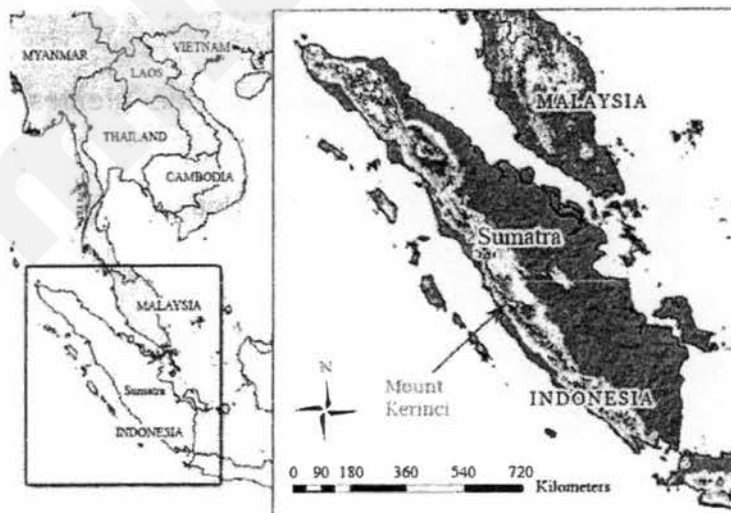 MYANMAR
VIETNAM
LAOS
THAILAND
CAMBODIA
MALAYSIA
Sumatra
INDONESIA
MALAYSIA
Sumatra
Mount
Kerinci
INDONESIA
N
0 90 180 360 540 720
Kilometers